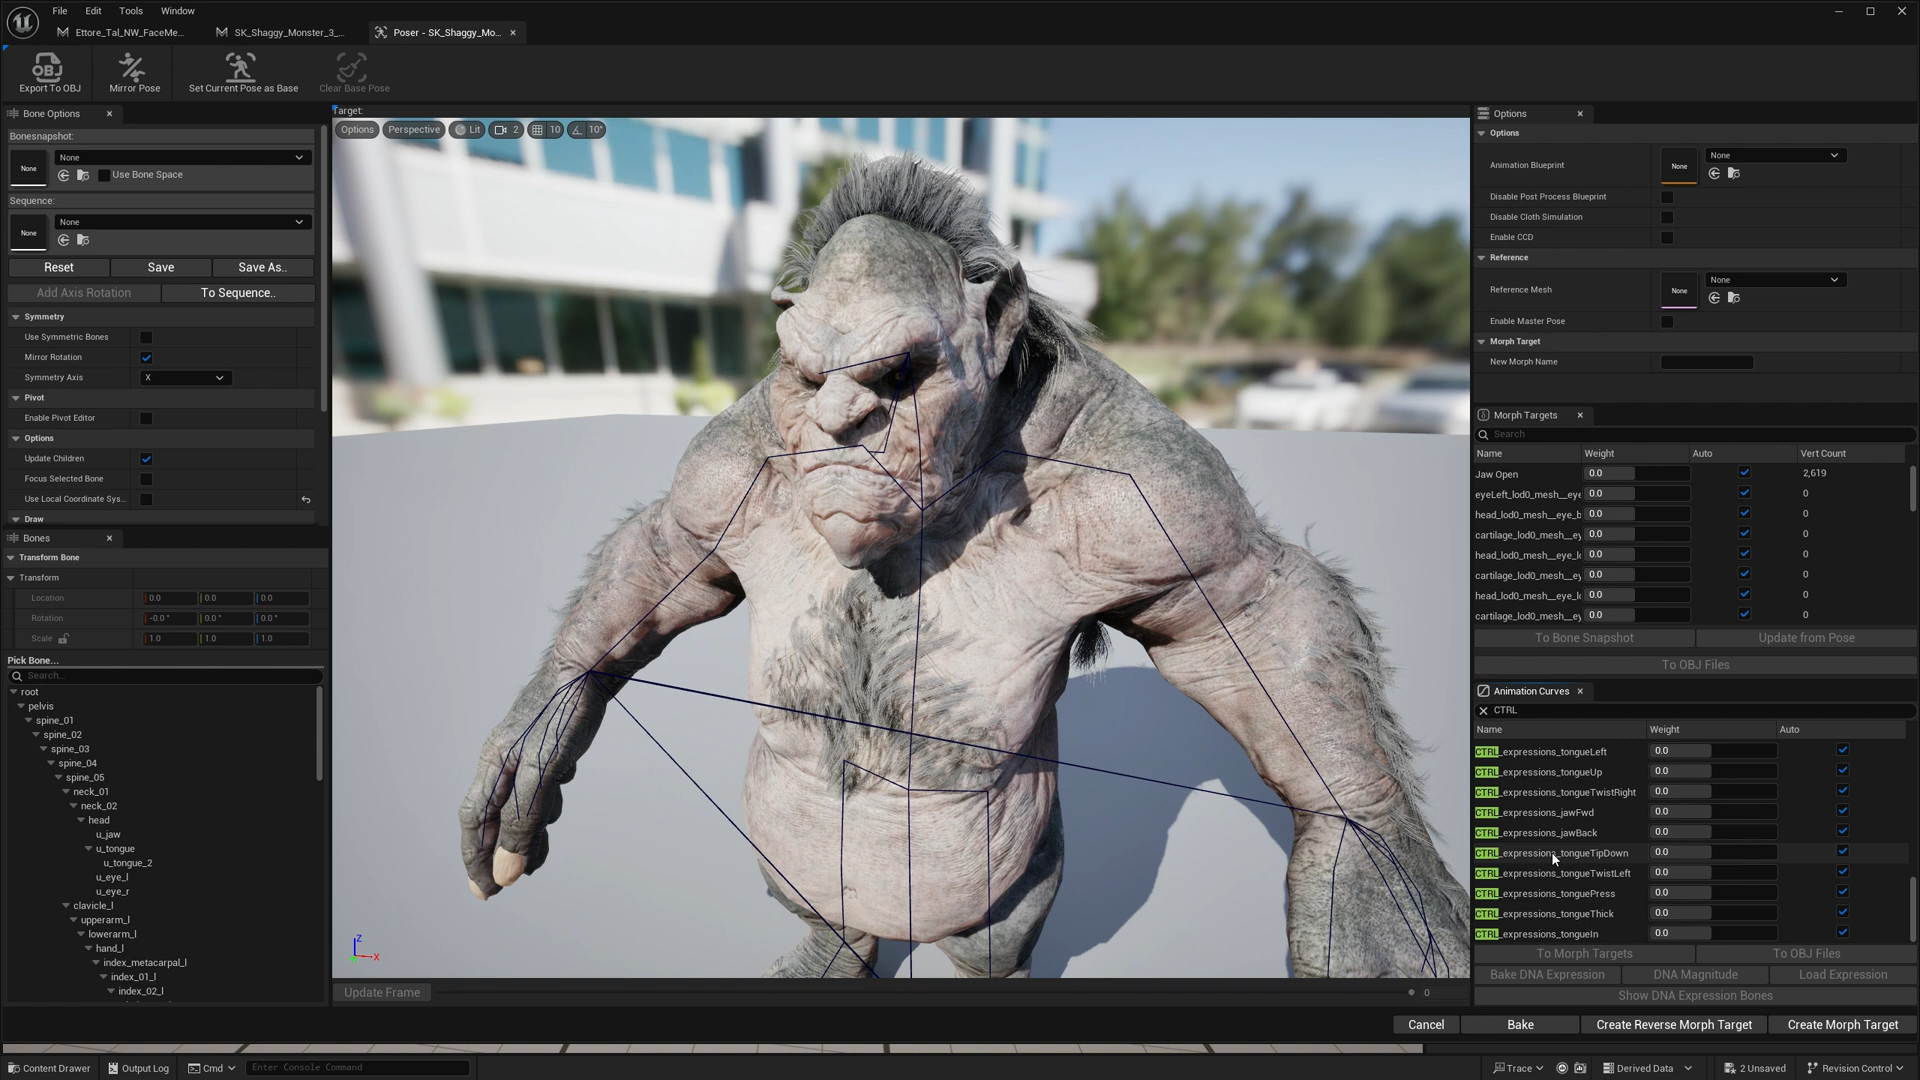 File Edit Tools Window
Ettore_Tal_NW_FaceMe...
SK_Shaggy_Monster_3_...
Poser - SK_Shaggy_Mo...
Export To OBJ
Mirror Pose
Set Current Pose as Base
Clear Base Pose
Bone Options
Bonesnapshot:
None
None
Use Bone Space
Sequence:
None
None
Reset
Save
Save As..
Add Axis Rotation
To Sequence..
Symmetry
Use Symmetric Bones
Mirror Rotation
Symmetry Axis
X
Pivot
Enable Pivot Editor
Options
Update Children
Focus Selected Bone
Use Local Coordinate Sys...
Draw
Bones
Transform Bone
Transform
Location 0.0 0.0 0.0
Rotation -0.0 ° 0.0 ° 0.0 °
Scale 1.0 1.0 1.0
Pick Bone...
Search...
root
pelvis
spine_01
spine_02
spine_03
spine_04
spine_05
neck_01
neck_02
head
u_jaw
u_tongue
u_tongue_2
u_eye_l
u_eye_r
clavicle_l
upperarm_l
lowerarm_l
hand_l
index_metacarpal_l
index_01_l
index_02_l
Target:
Options
Perspective
Lit
2
10
10°
Z
X
Update Frame
0
Options
Options
Animation Blueprint
None
None
Disable Post Process Blueprint
Disable Cloth Simulation
Enable CCD
Reference
Reference Mesh
None
None
Enable Master Pose
Morph Target
New Morph Name
Morph Targets
Search
Name Weight Auto Vert Count
Jaw Open 0.0 2,619
eyeLeft_lod0_mesh__eye 0.0 0
head_lod0_mesh__eye_b 0.0 0
cartilage_lod0_mesh__ey 0.0 0
head_lod0_mesh__eye_lo 0.0 0
cartilage_lod0_mesh__ey 0.0 0
head_lod0_mesh__eye_lo 0.0 0
cartilage_lod0_mesh__ey 0.0 0
To Bone Snapshot
Update from Pose
To OBJ Files
Animation Curves
CTRL
Name Weight Auto
CTRL_expressions_tongueLeft 0.0
CTRL_expressions_tongueUp 0.0
CTRL_expressions_tongueTwistRight 0.0
CTRL_expressions_jawFwd 0.0
CTRL_expressions_jawBack 0.0
CTRL_expressions_tongueTipDown 0.0
CTRL_expressions_tongueTwistLeft 0.0
CTRL_expressions_tonguePress 0.0
CTRL_expressions_tongueThick 0.0
CTRL_expressions_tongueIn 0.0
To Morph Targets
To OBJ Files
Bake DNA Expression
DNA Magnitude
Load Expression
Show DNA Expression Bones
Cancel
Bake
Create Reverse Morph Target
Create Morph Target
Content Drawer
Output Log
Cmd
Enter Console Command
Trace
Derived Data
2 Unsaved
Revision Control